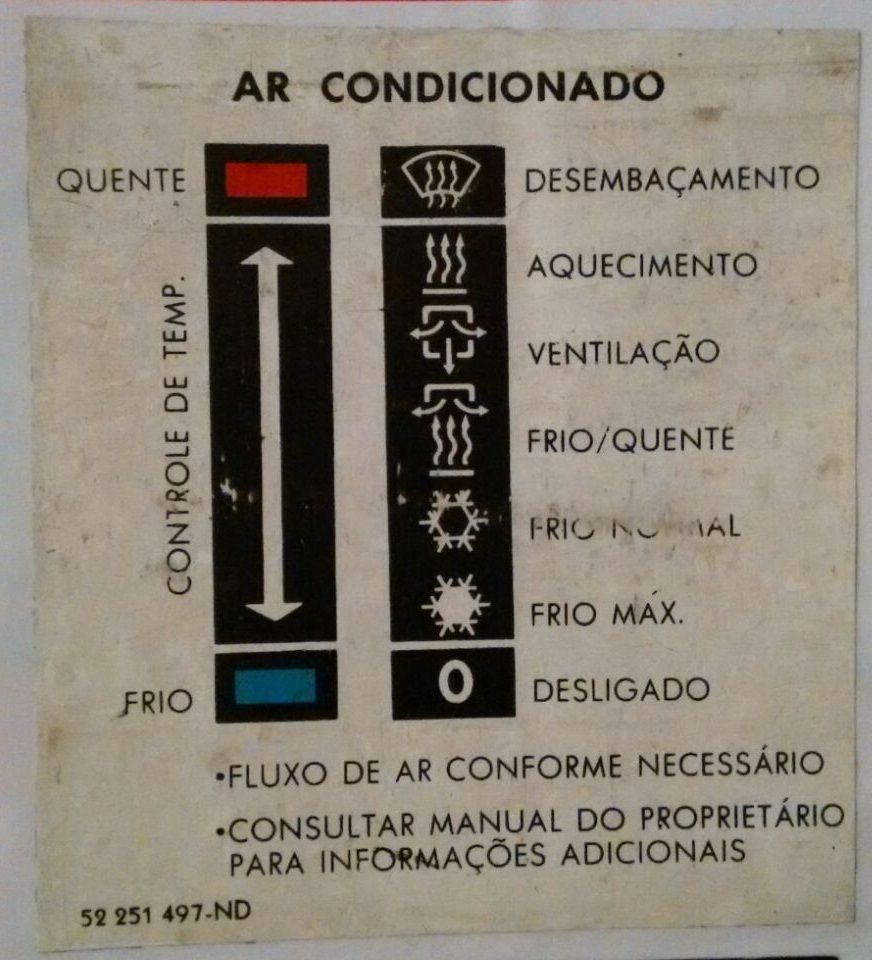 AR CONDICIONADO
QUENTE
DESEMBAÇAMENTO
AQUECIMENTO
CONTROLE DE TEMP.
VENTILAÇÃO
FRIO/QUENTE
FRIO NORMAL
FRIO MÁX.
FRIO
0
DESLIGADO
•FLUXO DE AR CONFORME NECESSÁRIO
•CONSULTAR MANUAL DO PROPRIETÁRIO
PARA INFORMAÇÕES ADICIONAIS
52 251 497-ND